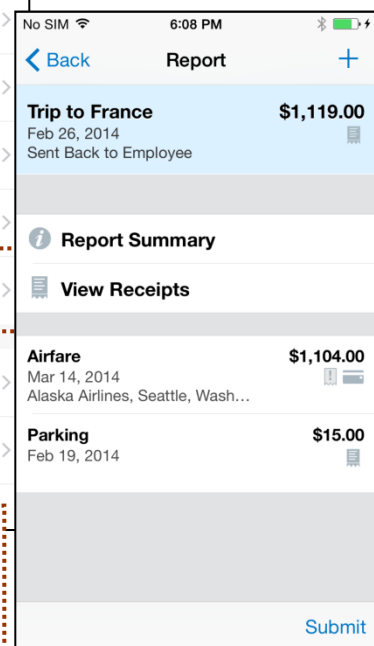 No SIM 6:08 PM
Back Report +
Trip to France $1,119.00
Feb 26, 2014
Sent Back to Employee
Report Summary
View Receipts
Airfare $1,104.00
Mar 14, 2014
Alaska Airlines, Seattle, Wash...
Parking $15.00
Feb 19, 2014
Submit